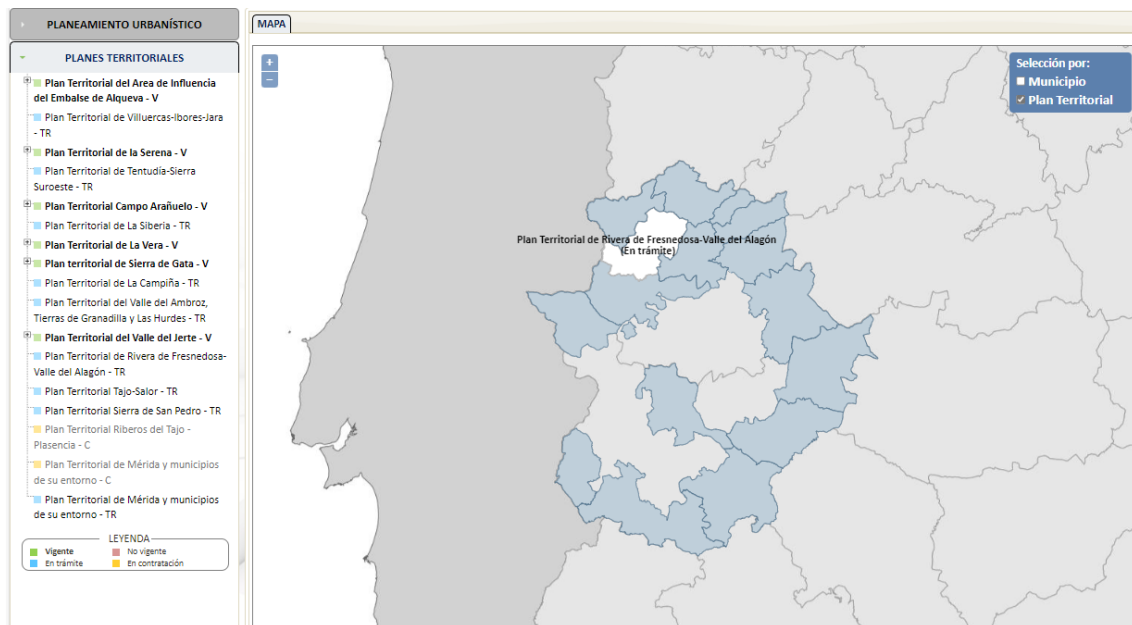 PLANEAMIENTO URBANÍSTICO
PLANES TERRITORIALES
Plan Territorial del Area de Influencia
del Embalse de Alqueva - V
Plan Territorial de Villuercas-Ibores-Jara
- TR
Plan Territorial de la Serena - V
Plan Territorial de Tentudía-Sierra
Suroeste - TR
Plan Territorial Campo Arañuelo - V
Plan Territorial de La Siberia - TR
Plan Territorial de La Vera - V
Plan territorial de Sierra de Gata - V
Plan Territorial de La Campiña - TR
Plan Territorial del Valle del Ambroz,
Tierras de Granadilla y Las Hurdes - TR
Plan Territorial del Valle del Jerte - V
Plan Territorial de Rivera de Fresnedosa-
Valle del Alagón - TR
Plan Territorial Tajo-Salor - TR
Plan Territorial Sierra de San Pedro - TR
Plan Territorial Riberos del Tajo -
Plasencia - C
Plan Territorial de Mérida y municipios
de su entorno - C
Plan Territorial de Mérida y municipios
de su entorno - TR
LEYENDA
Vigente
No vigente
En trámite
En contratación
MAPA
+
−
Selección por:
Municipio
Plan Territorial
Plan Territorial de Rivera de Fresnedosa-Valle del Alagón
(En trámite)